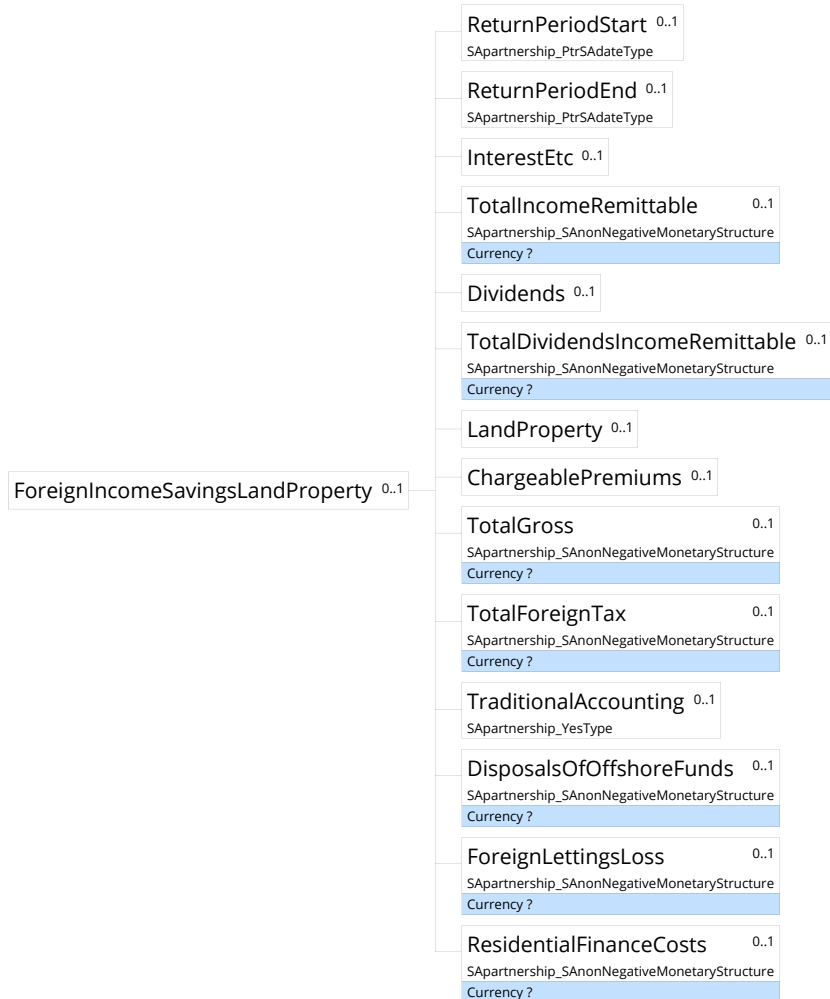 ReturnPeriodStart 0..1
SApartnership_PtrSAdateType
ReturnPeriodEnd 0..1
SApartnership_PtrSAdateType
InterestEtc 0..1
TotalIncomeRemittable 0..1
SApartnership_SAnonNegativeMonetaryStructure
Currency ?
Dividends 0..1
TotalDividendsIncomeRemittable 0..1
SApartnership_SAnonNegativeMonetaryStructure
Currency ?
LandProperty 0..1
ChargeablePremiums 0..1
ForeignIncomeSavingsLandProperty 0..1
TotalGross 0..1
SApartnership_SAnonNegativeMonetaryStructure
Currency ?
TotalForeignTax 0..1
SApartnership_SAnonNegativeMonetaryStructure
Currency ?
TraditionalAccounting 0..1
SApartnership_YesType
DisposalsOfOffshoreFunds 0..1
SApartnership_SAnonNegativeMonetaryStructure
Currency ?
ForeignLettingsLoss 0..1
SApartnership_SAnonNegativeMonetaryStructure
Currency ?
ResidentialFinanceCosts 0..1
SApartnership_SAnonNegativeMonetaryStructure
Currency ?